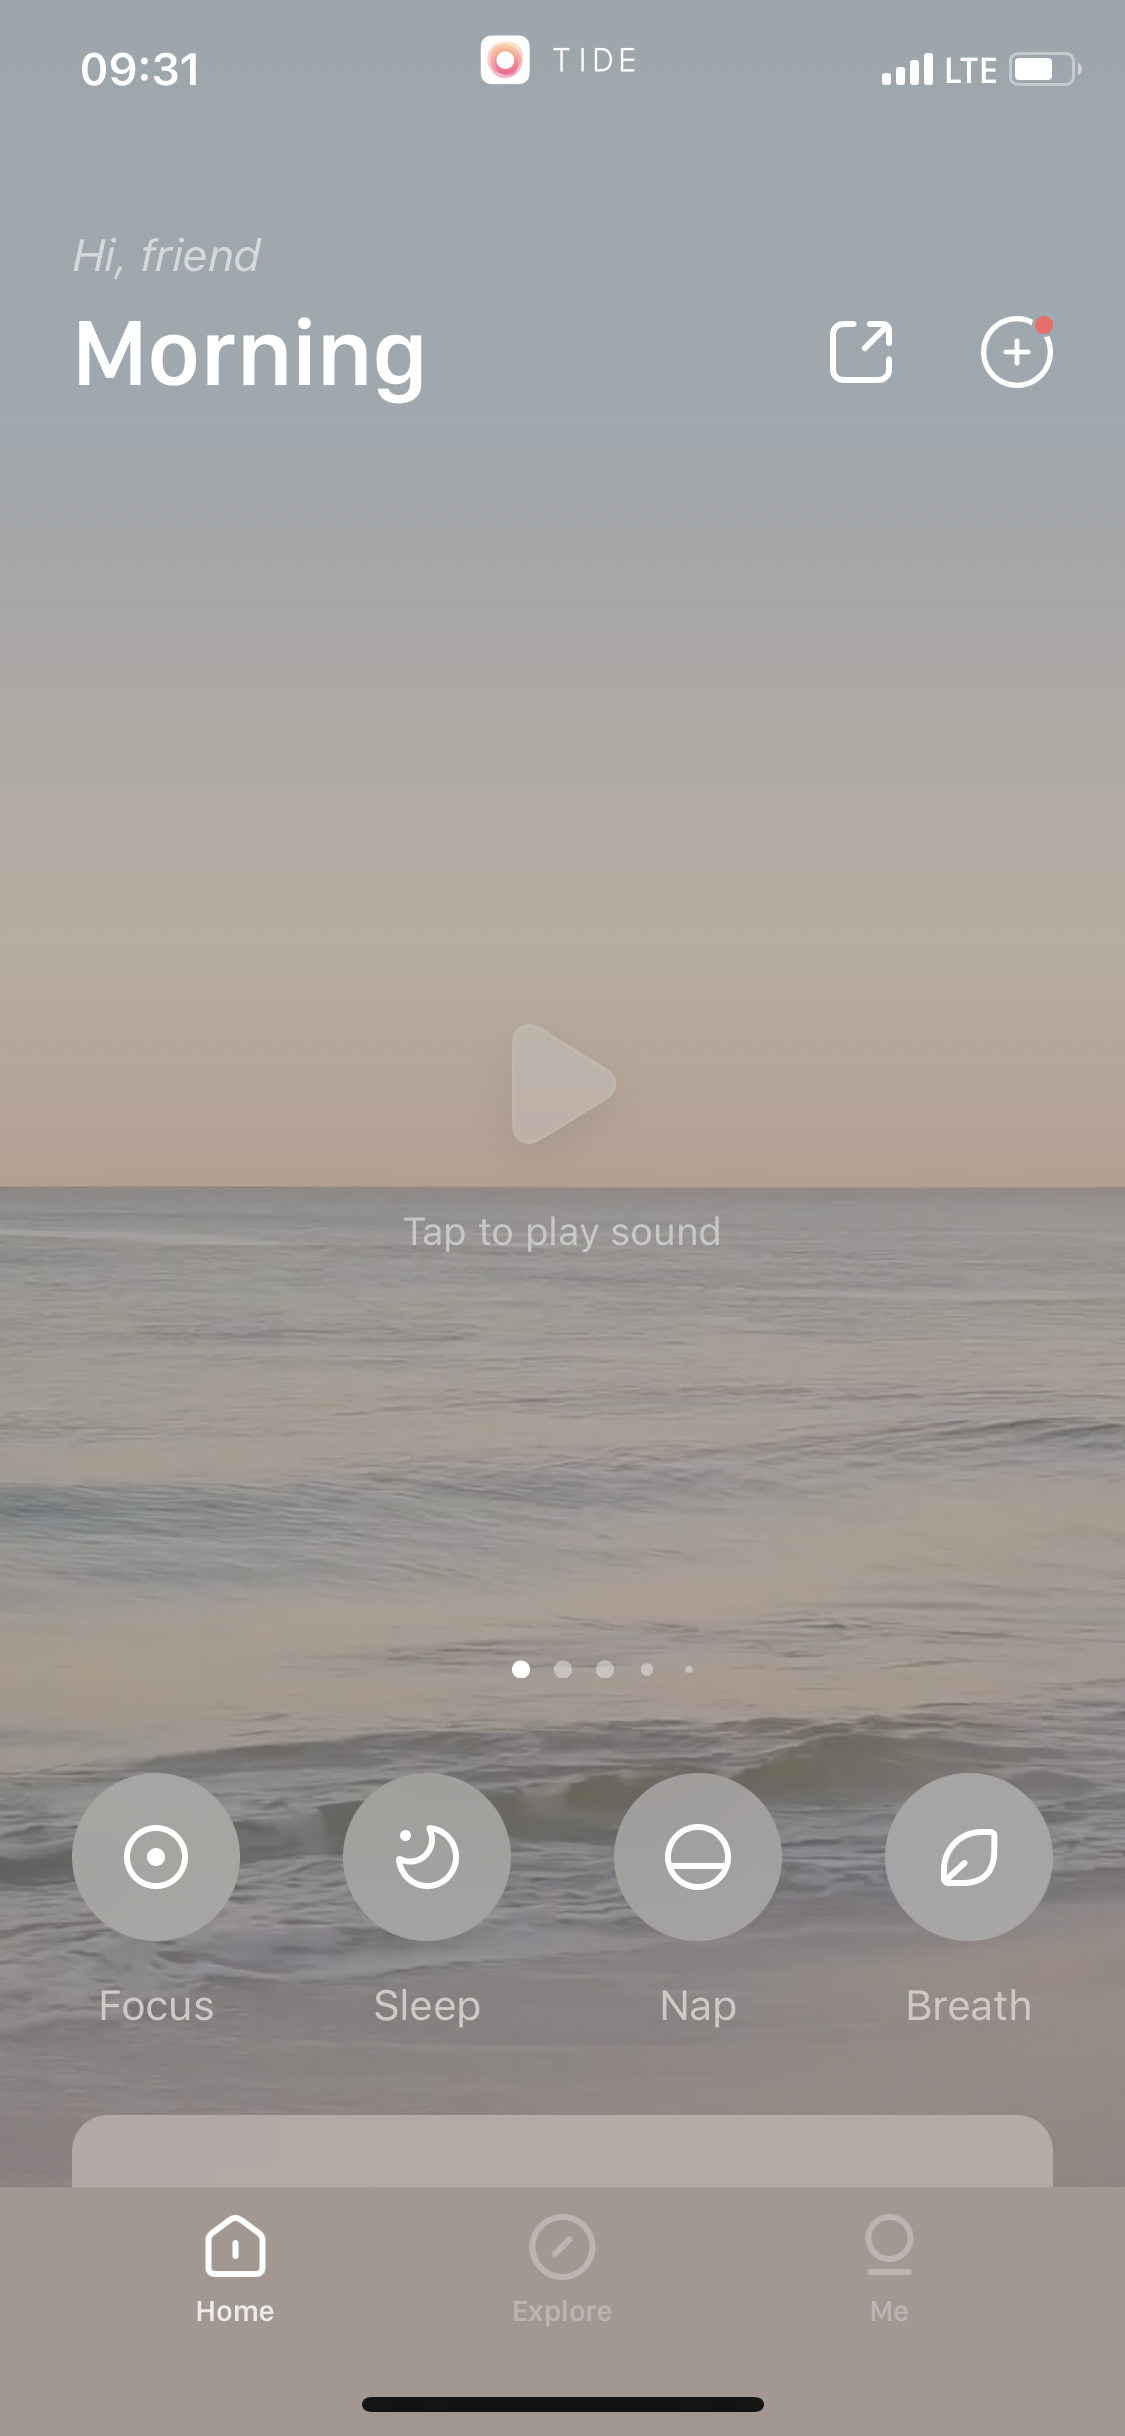 09:31
TIDE
LTE
Hi, friend
Morning
Tap to play sound
Focus
Sleep
Nap
Breath
Home
Explore
Me